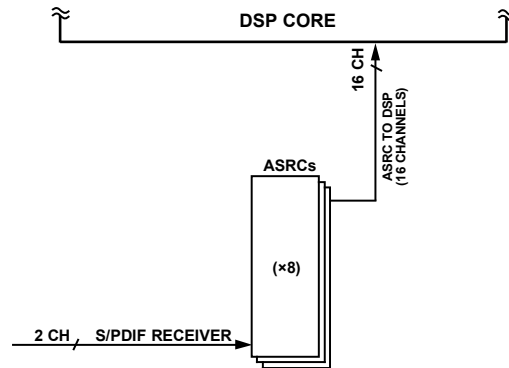 DSP CORE
16 CH
ASRC TO DSP
(16 CHANNELS)
ASRCs
(×8)
2 CH
S/PDIF RECEIVER